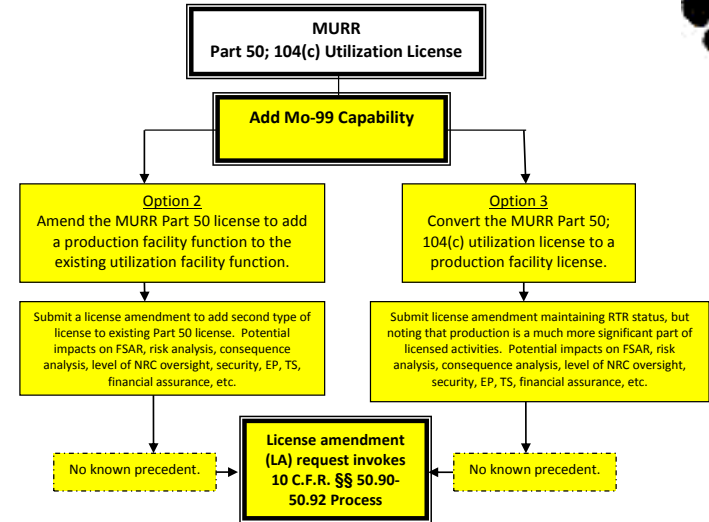 MURR
Part 50; 104(c) Utilization License
Add Mo-99 Capability
Option 2
Amend the MURR Part 50 license to add
a production facility function to the
existing utilization facility function.
Option 3
Convert the MURR Part 50;
104(c) utilization license to a
production facility license.
Submit a license amendment to add second type of
license to existing Part 50 license.  Potential
impacts on FSAR, risk analysis, consequence
analysis, level of NRC oversight, security, EP, TS,
financial assurance, etc.
Submit license amendment maintaining RTR status, but
noting that production is a much more significant part of
licensed activities.  Potential impacts on FSAR, risk
analysis, consequence analysis, level of NRC oversight,
security, EP, TS, financial assurance, etc.
No known precedent.
License amendment
(LA) request invokes
10 C.F.R. §§ 50.90-
50.92 Process
No known precedent.